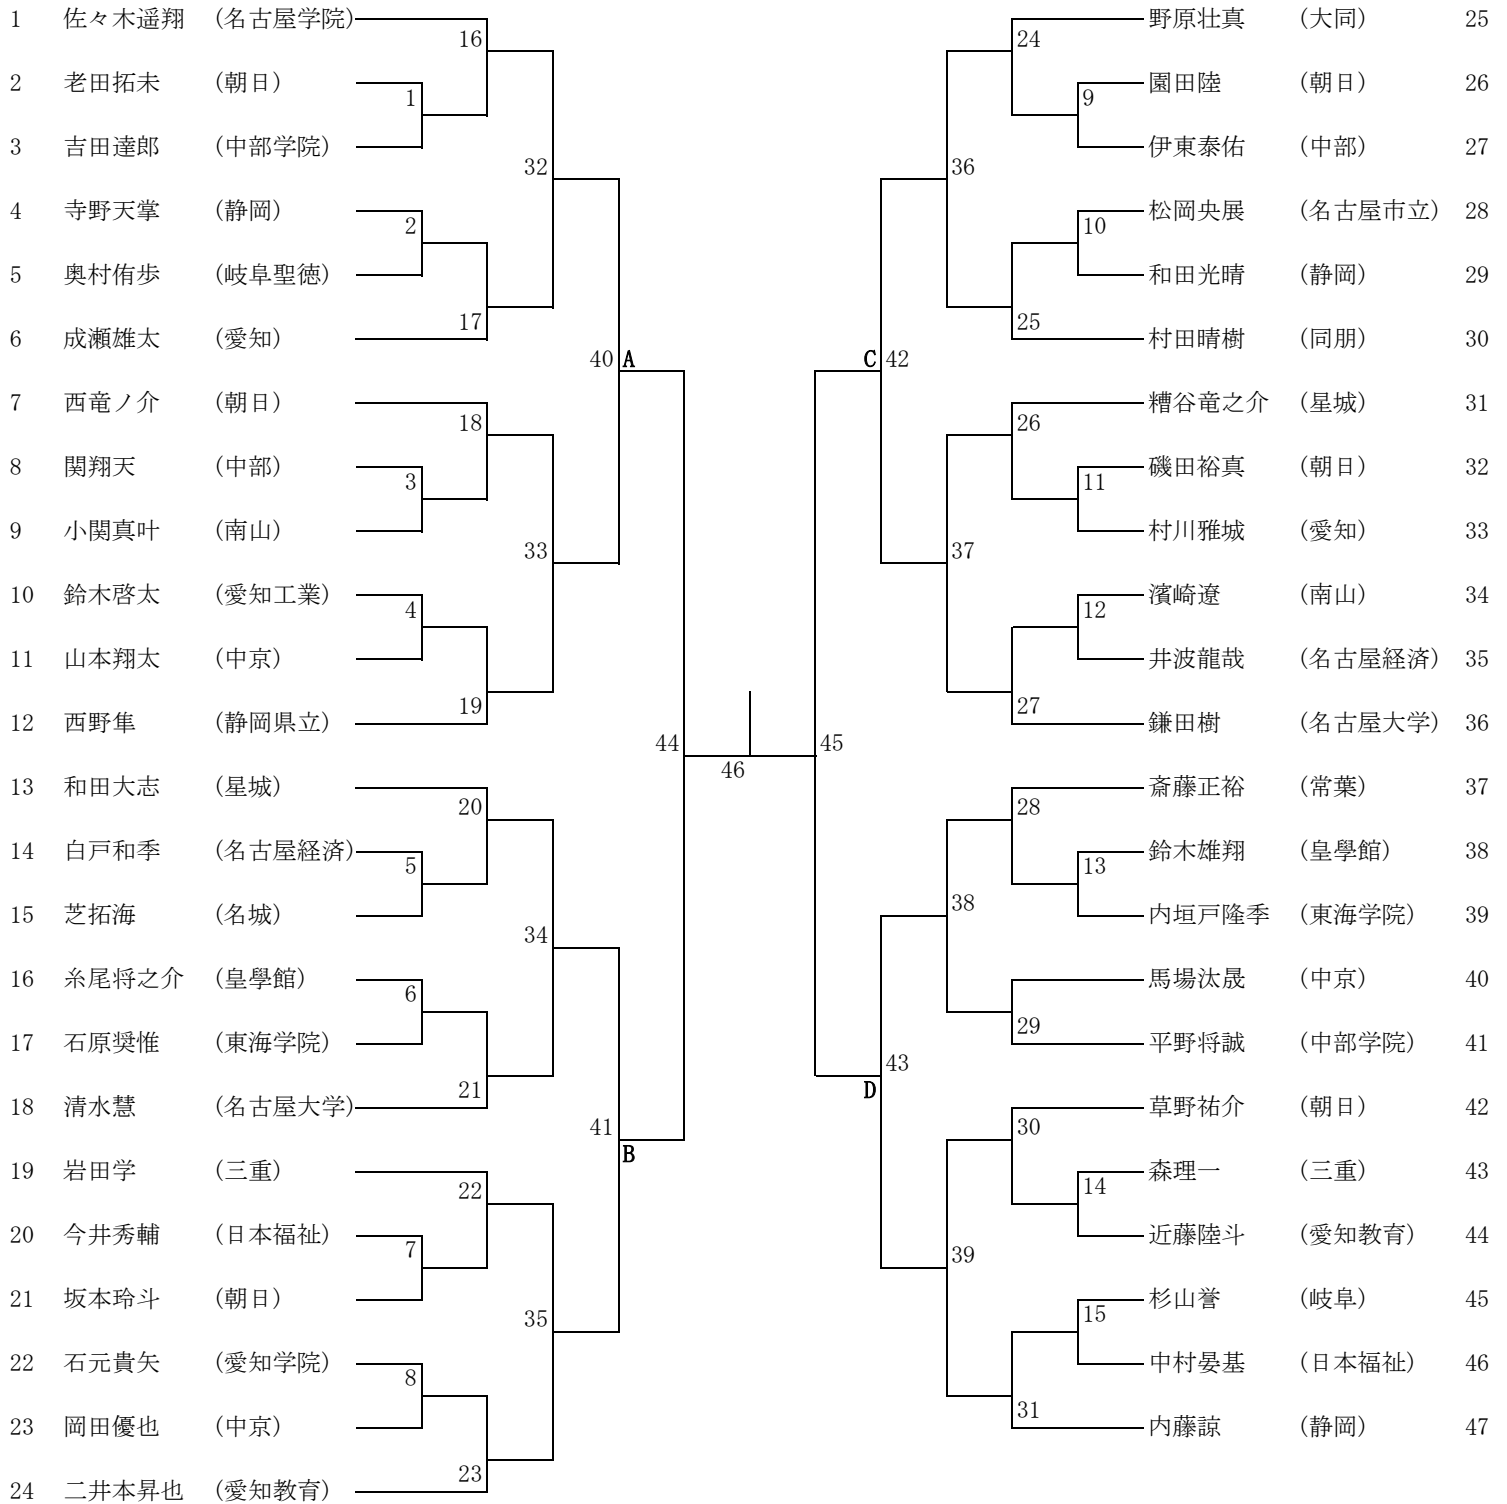 1 佐々木遥翔 (名古屋学院)
2 老田拓未 (朝日)
3 吉田達郎 (中部学院)
4 寺野天掌 (静岡)
5 奥村侑歩 (岐阜聖徳)
6 成瀬雄太 (愛知)
7 西竜ノ介 (朝日)
8 関翔天 (中部)
9 小関真叶 (南山)
10 鈴木啓太 (愛知工業)
11 山本翔太 (中京)
12 西野隼 (静岡県立)
13 和田大志 (星城)
14 白戸和季 (名古屋経済)
15 芝拓海 (名城)
16 糸尾将之介 (皇學館)
17 石原奨惟 (東海学院)
18 清水慧 (名古屋大学)
19 岩田学 (三重)
20 今井秀輔 (日本福祉)
21 坂本玲斗 (朝日)
22 石元貴矢 (愛知学院)
23 岡田優也 (中京)
24 二井本昇也 (愛知教育)
16
1
32
2
17
40 A
18
3
33
4
19
44
20
5
34
6
21
41 B
22
7
35
8
23
46
45
24
9
36
10
25
C 42
26
11
37
12
27
28
13
38
29
43
D
30
14
39
15
31
野原壮真 (大同) 25
園田陸 (朝日) 26
伊東泰佑 (中部) 27
松岡央展 (名古屋市立) 28
和田光晴 (静岡) 29
村田晴樹 (同朋) 30
糟谷竜之介 (星城) 31
磯田裕真 (朝日) 32
村川雅城 (愛知) 33
濱崎遼 (南山) 34
井波龍哉 (名古屋経済) 35
鎌田樹 (名古屋大学) 36
斎藤正裕 (常葉) 37
鈴木雄翔 (皇學館) 38
内垣戸隆季 (東海学院) 39
馬場汰晟 (中京) 40
平野将誠 (中部学院) 41
草野祐介 (朝日) 42
森理一 (三重) 43
近藤陸斗 (愛知教育) 44
杉山誉 (岐阜) 45
中村晏基 (日本福祉) 46
内藤諒 (静岡) 47